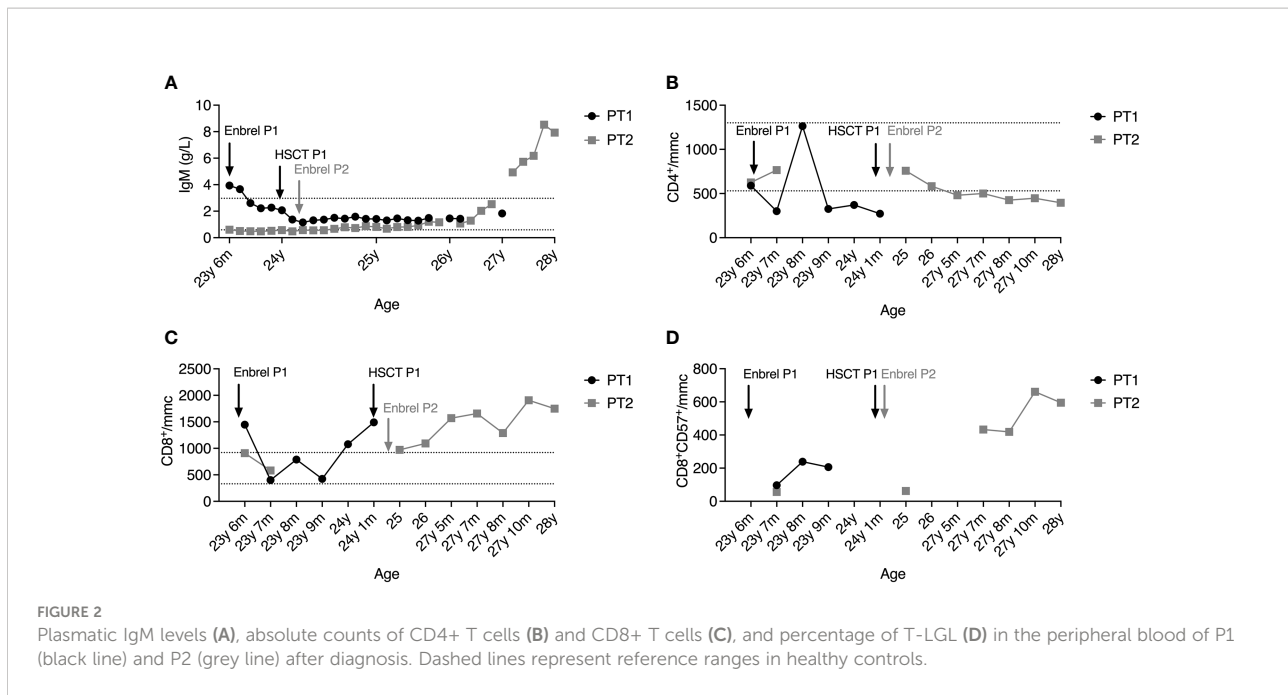 A
IgM (g/L)
10
8
6
4
2
0
Enbrel P1
HSCT P1
Enbrel P2
PT1
PT2
23y 6m
24y
25y
26y
27y
28y
Age
B
CD4+/mmc
1500
1000
500
0
Enbrel P1
HSCT P1
Enbrel P2
PT1
PT2
23y 6m
23y 7m
23y 8m
23y 9m
24y
24y 1m
25
26
27y 5m
27y 7m
27y 8m
27y 10m
28y
Age
C
CD8+/mmc
2500
2000
1500
1000
500
0
Enbrel P1
HSCT P1
Enbrel P2
PT1
PT2
23y 6m
23y 7m
23y 8m
23y 9m
24y
24y 1m
25
26
27y 5m
27y 7m
27y 8m
27y 10m
28y
Age
D
CD8+CD57+/mmc
800
600
400
200
0
Enbrel P1
HSCT P1
Enbrel P2
PT1
PT2
23y 6m
23y 7m
23y 8m
23y 9m
24y
24y 1m
25
26
27y 5m
27y 7m
27y 8m
27y 10m
28y
Age
FIGURE 2
Plasmatic IgM levels (A), absolute counts of CD4+ T cells (B) and CD8+ T cells (C), and percentage of T-LGL (D) in the peripheral blood of P1
(black line) and P2 (grey line) after diagnosis. Dashed lines represent reference ranges in healthy controls.